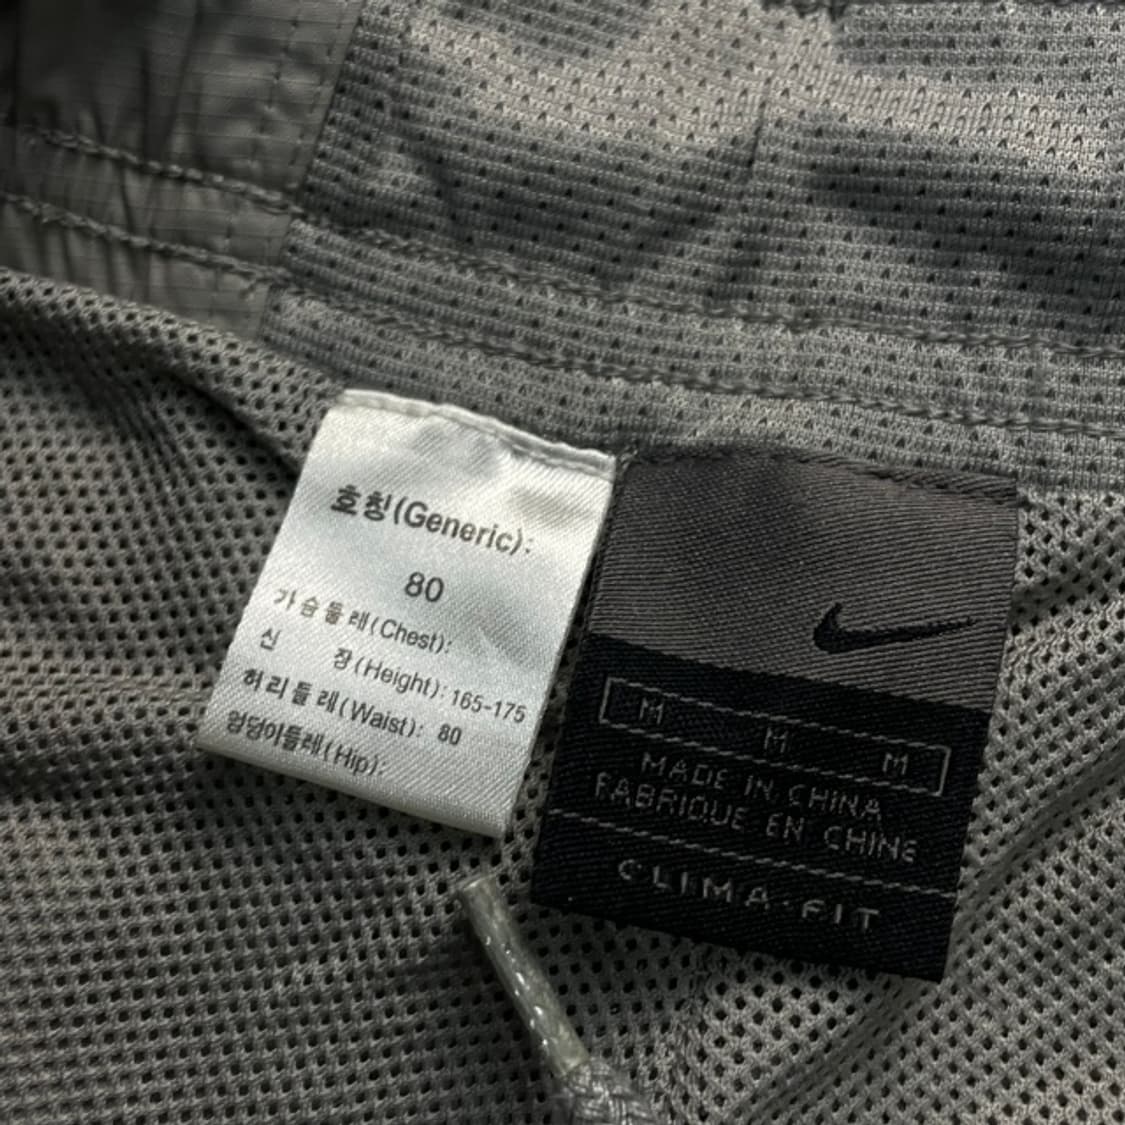 호칭(Generic):
80
가슴둘레(Chest):
신 장(Height): 165-175
허리둘레(Waist): 80
엉덩이둘레(Hip):
M M M
MADE IN CHINA
FABRIQUE EN CHINE
CLIMA-FIT